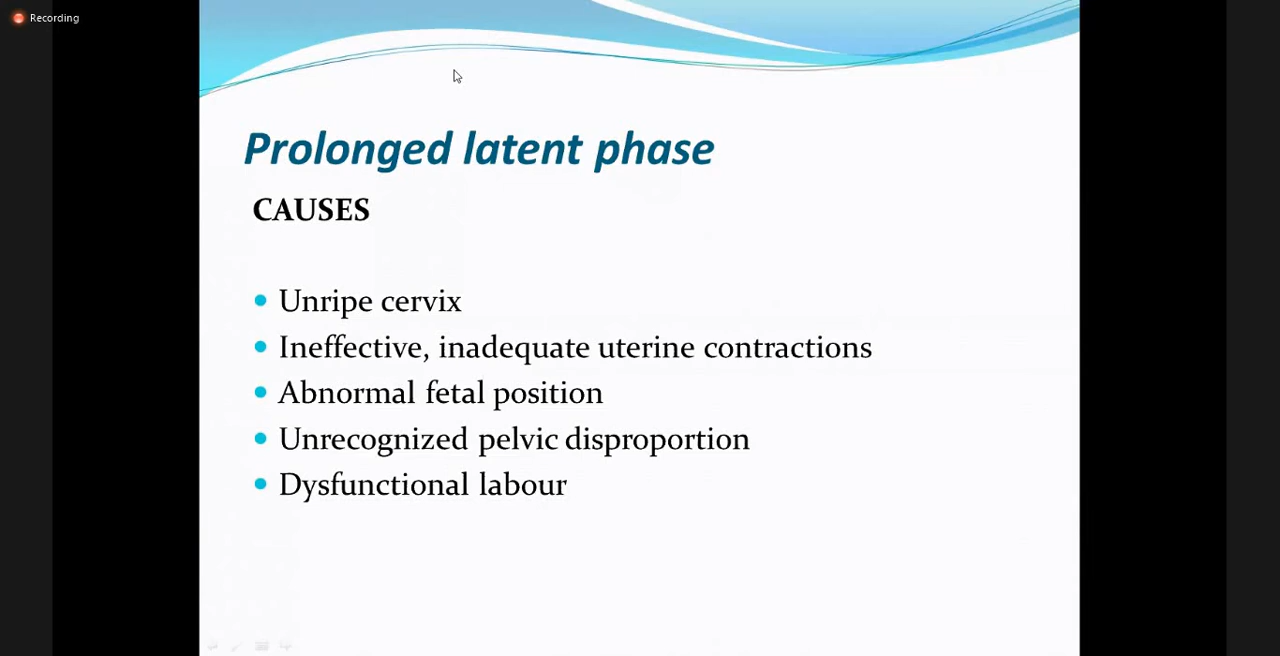 Recording
Prolonged latent phase
CAUSES
Unripe cervix
Ineffective, inadequate uterine contractions
Abnormal fetal position
Unrecognized pelvic disproportion
Dysfunctional labour